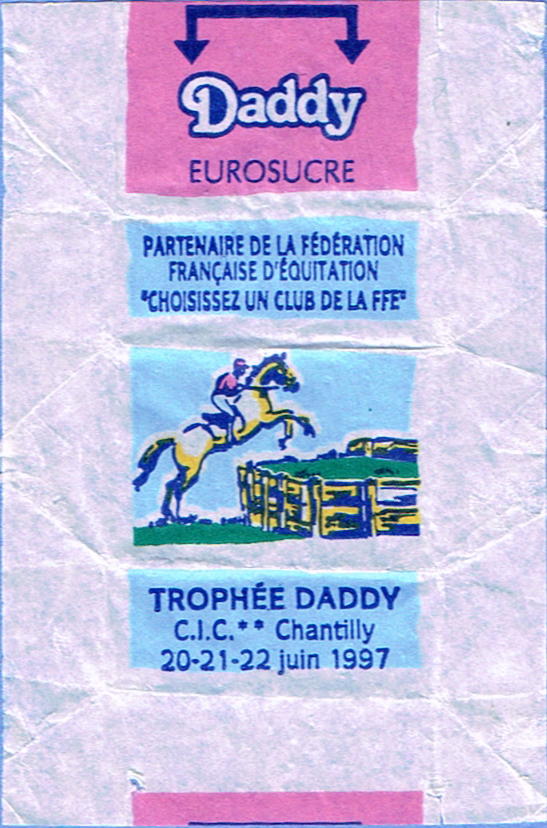 Daddy
EUROSUCRE
PARTENAIRE DE LA FÉDÉRATION
FRANÇAISE D'ÉQUITATION
"CHOISISSEZ UN CLUB DE LA FFE"
TROPHÉE DADDY
C.I.C.** Chantilly
20-21-22 juin 1997